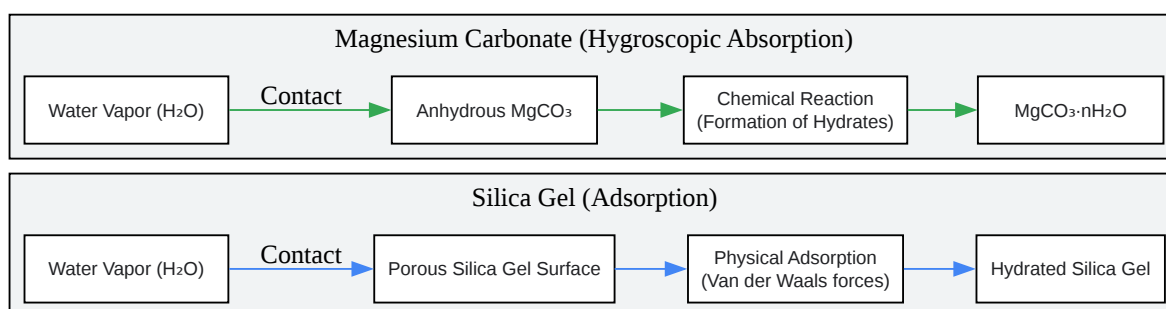 Magnesium Carbonate (Hygroscopic Absorption)
Water Vapor (H₂O)
Contact
Anhydrous MgCO₃
Chemical Reaction
(Formation of Hydrates)
MgCO₃·nH₂O
Silica Gel (Adsorption)
Water Vapor (H₂O)
Contact
Porous Silica Gel Surface
Physical Adsorption
(Van der Waals forces)
Hydrated Silica Gel